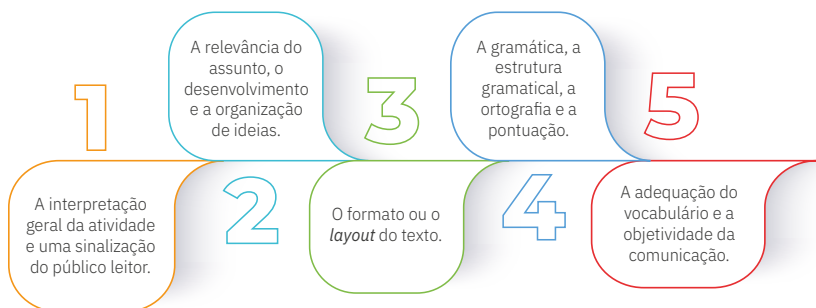 1
A interpretação
geral da atividade
e uma sinalização
do público leitor.
A relevância do
assunto, o
desenvolvimento
e a organização
de ideias.
2
3
O formato ou o
layout do texto.
A gramática, a
estrutura
gramatical, a
ortografia e a
pontuação.
4
5
A adequação do
vocabulário e a
objetividade da
comunicação.